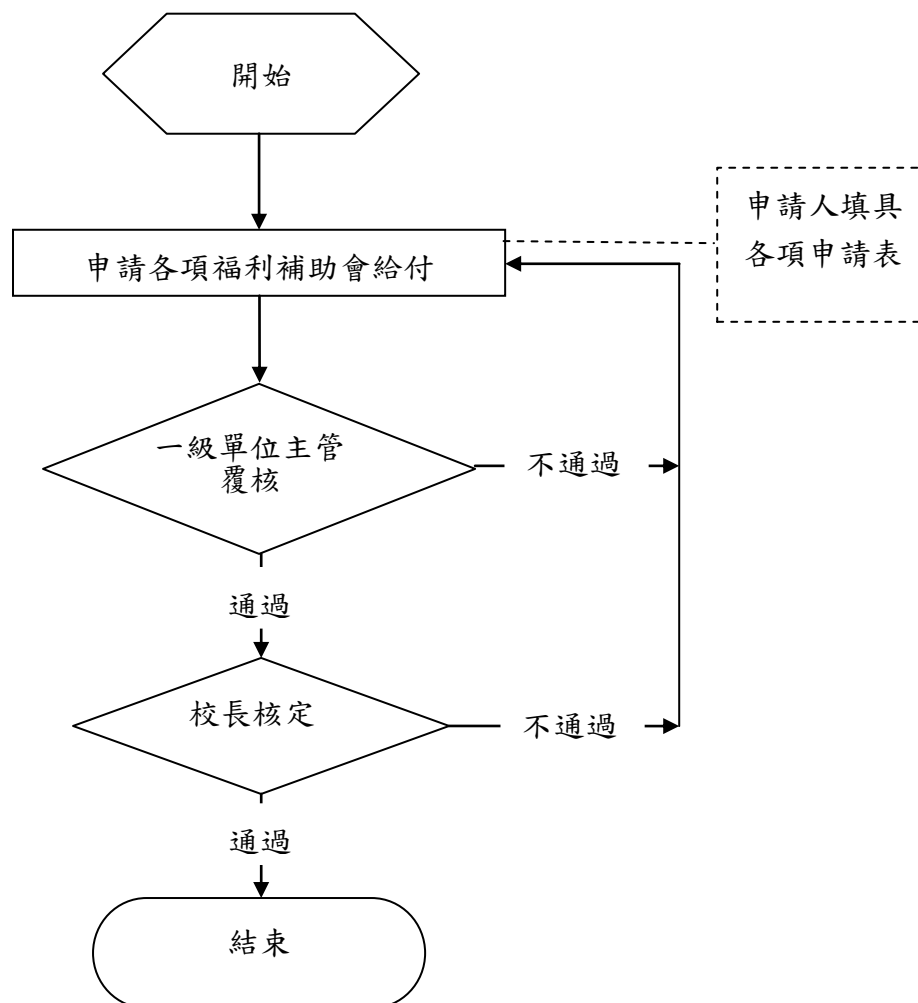 開始
申請人填具
各項申請表
申請各項福利補助會給付
一級單位主管
覆核
不通過
通過
校長核定
不通過
通過
結束